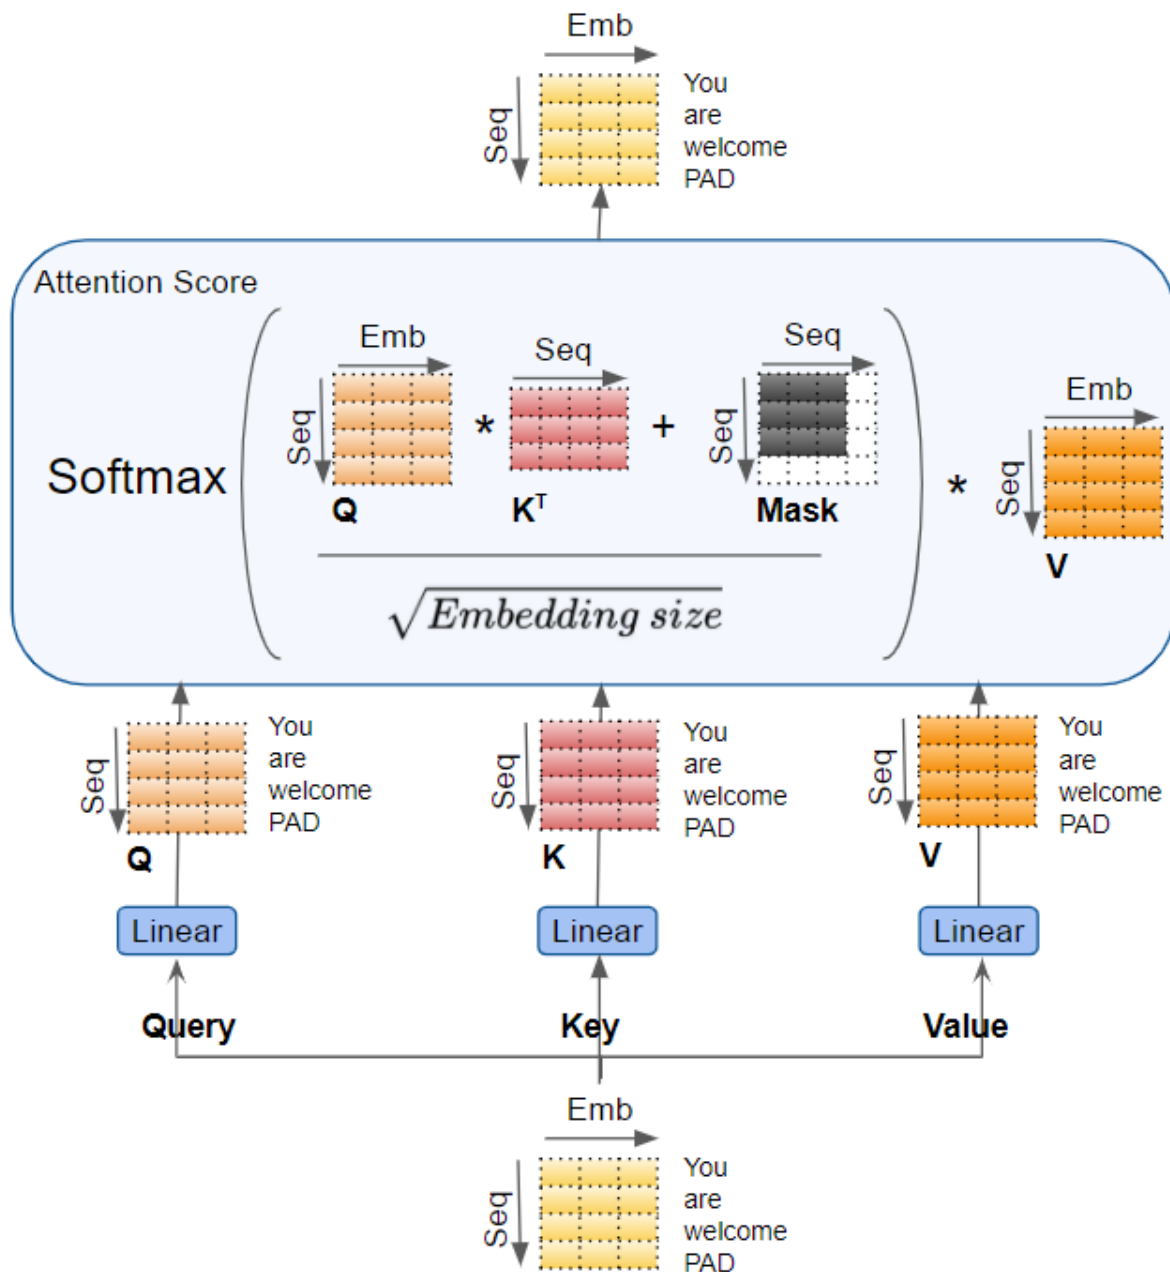 Emb
Seq
You
are
welcome
PAD
Attention Score
Softmax
Emb
Seq
Q
*
Seq
Kᵀ
+
Seq
Seq
Mask
√Embedding size
*
Emb
Seq
V
Seq
You
are
welcome
PAD
Q
Seq
You
are
welcome
PAD
K
Seq
You
are
welcome
PAD
V
Linear
Linear
Linear
Query
Key
Value
Emb
Seq
You
are
welcome
PAD